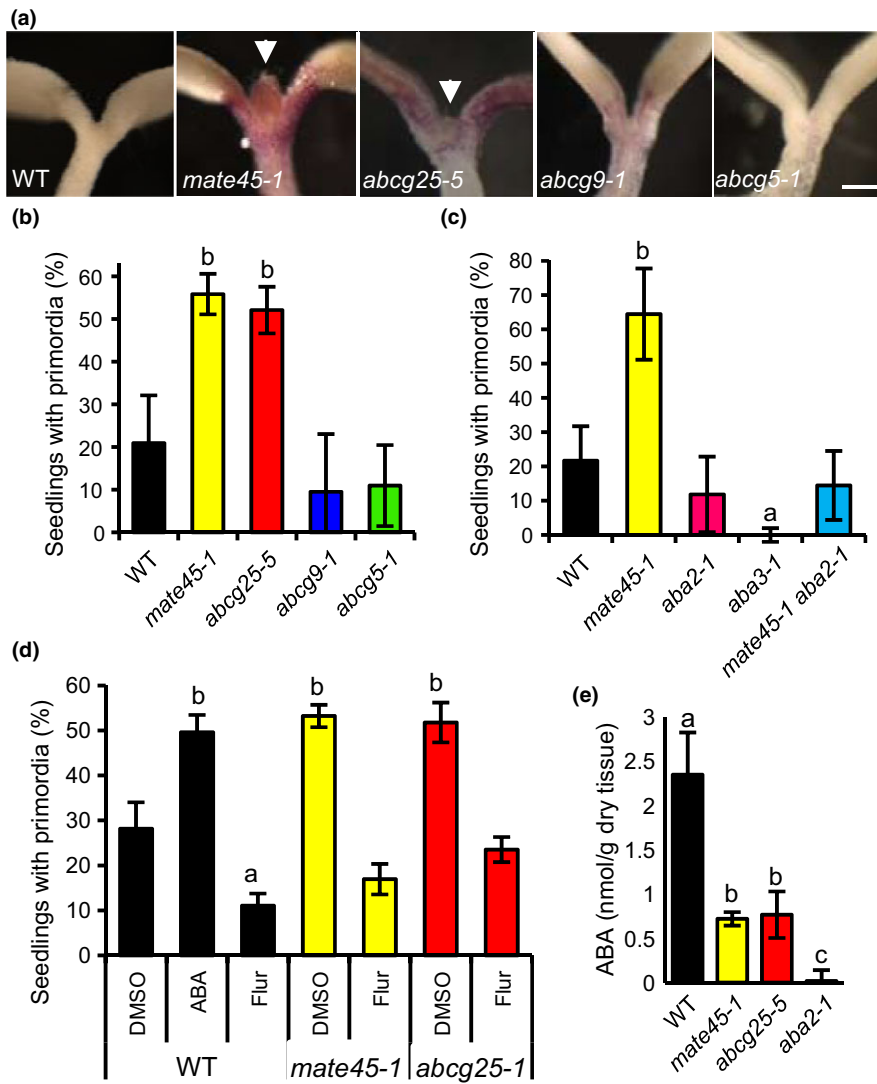 (a)
WT
mate45-1
abcg25-5
abcg9-1
abcg5-1
(b)
Seedlings with primordia (%)
60
50
40
30
20
10
0
b
b
WT
mate45-1
abcg25-5
abcg9-1
abcg5-1
(c)
Seedlings with primordia (%)
80
70
60
50
40
30
20
10
0
b
a
WT
mate45-1
aba2-1
aba3-1
mate45-1 aba2-1
(d)
Seedlings with primordia (%)
60
50
40
30
20
10
0
b
a
b
b
DMSO
ABA
Flur
DMSO
Flur
DMSO
Flur
WT
mate45-1
abcg25-1
(e)
ABA (nmol/g dry tissue)
3
2.5
2
1.5
1
0.5
0
a
b
b
c
WT
mate45-1
abcg25-5
aba2-1